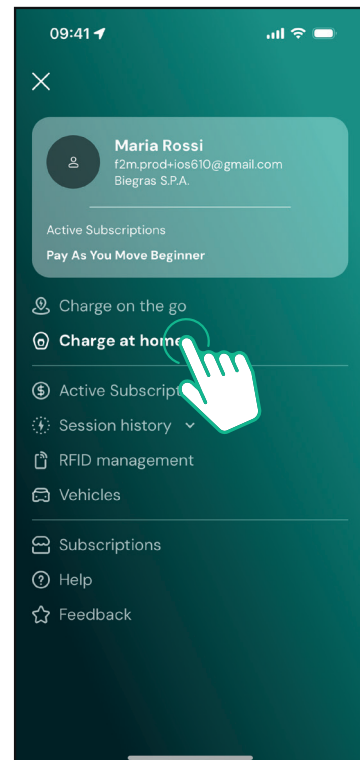 09:41
Maria Rossi
f2m.prod+ios610@gmail.com
Biegras S.P.A.
Active Subscriptions
Pay As You Move Beginner
Charge on the go
Charge at home
Active Subscript
Session history
RFID management
Vehicles
Subscriptions
Help
Feedback